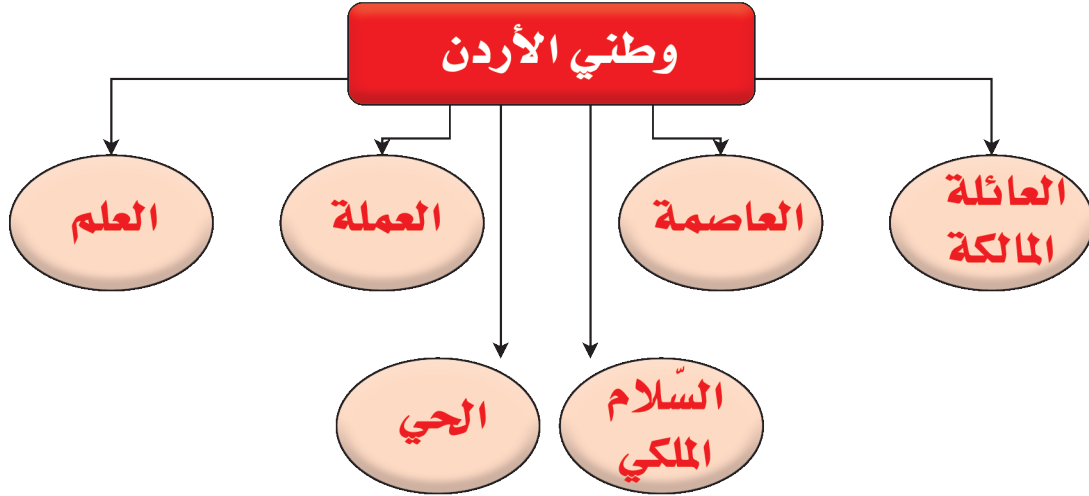 وطني الأردن
العائلة
المالكة
العاصمة
العملة
العلم
السّلام
الملكي
الحي